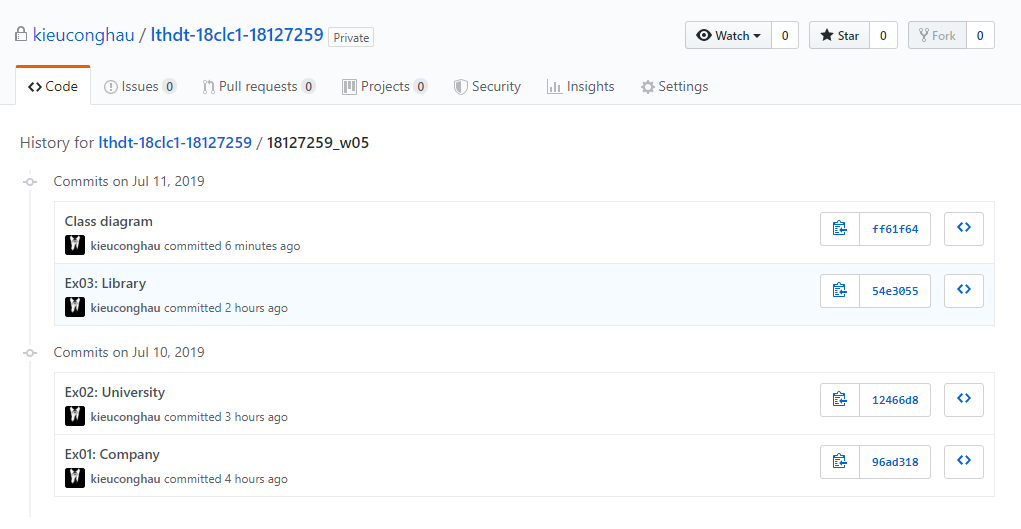 kieuconghau / lthdt-18clc1-18127259 Private Watch 0 Star 0 Fork 0
Code Issues 0 Pull requests 0 Projects 0 Security Insights Settings
History for lthdt-18clc1-18127259 / 18127259_w05
Commits on Jul 11, 2019
Class diagram
kieuconghau committed 6 minutes ago ff61f64
Ex03: Library
kieuconghau committed 2 hours ago 54e3055
Commits on Jul 10, 2019
Ex02: University
kieuconghau committed 3 hours ago 12466d8
Ex01: Company
kieuconghau committed 4 hours ago 96ad318